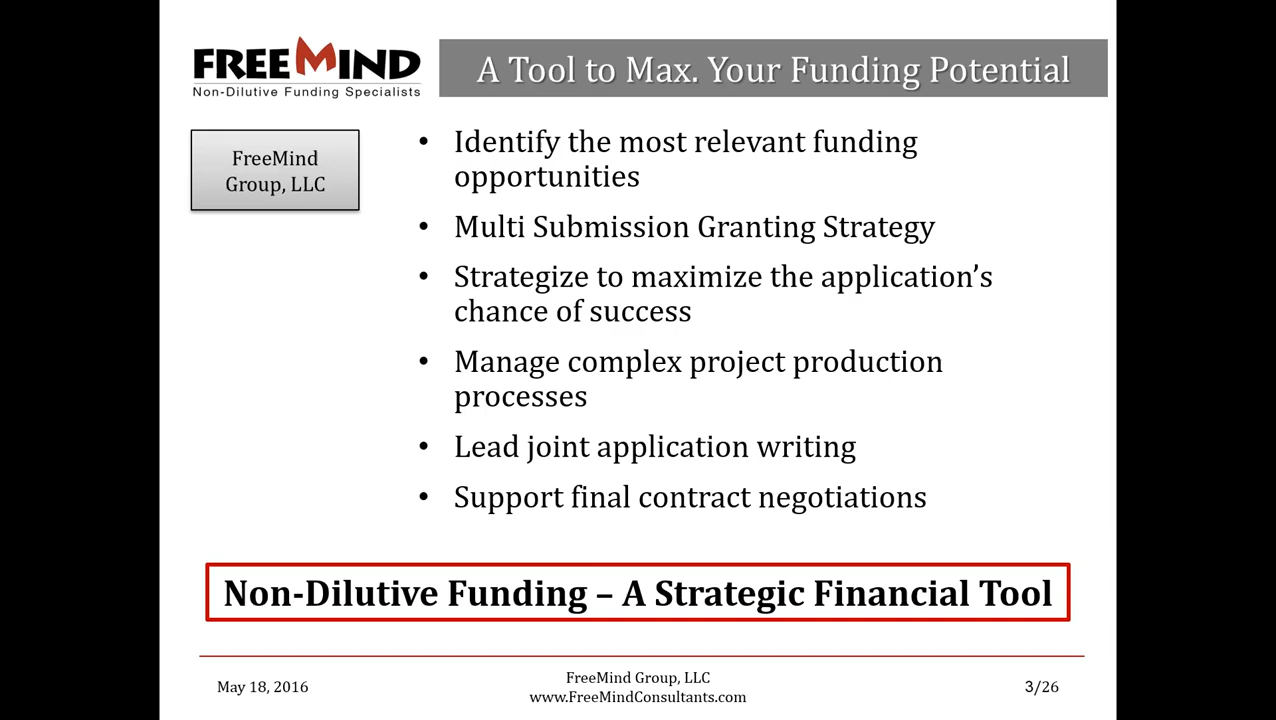 FREEMIND
Non-Dilutive Funding Specialists
A Tool to Max. Your Funding Potential
FreeMind
Group, LLC
• Identify the most relevant funding
opportunities
• Multi Submission Granting Strategy
• Strategize to maximize the application’s
chance of success
• Manage complex project production
processes
• Lead joint application writing
• Support final contract negotiations
Non-Dilutive Funding – A Strategic Financial Tool
May 18, 2016
FreeMind Group, LLC
www.FreeMindConsultants.com
3/26